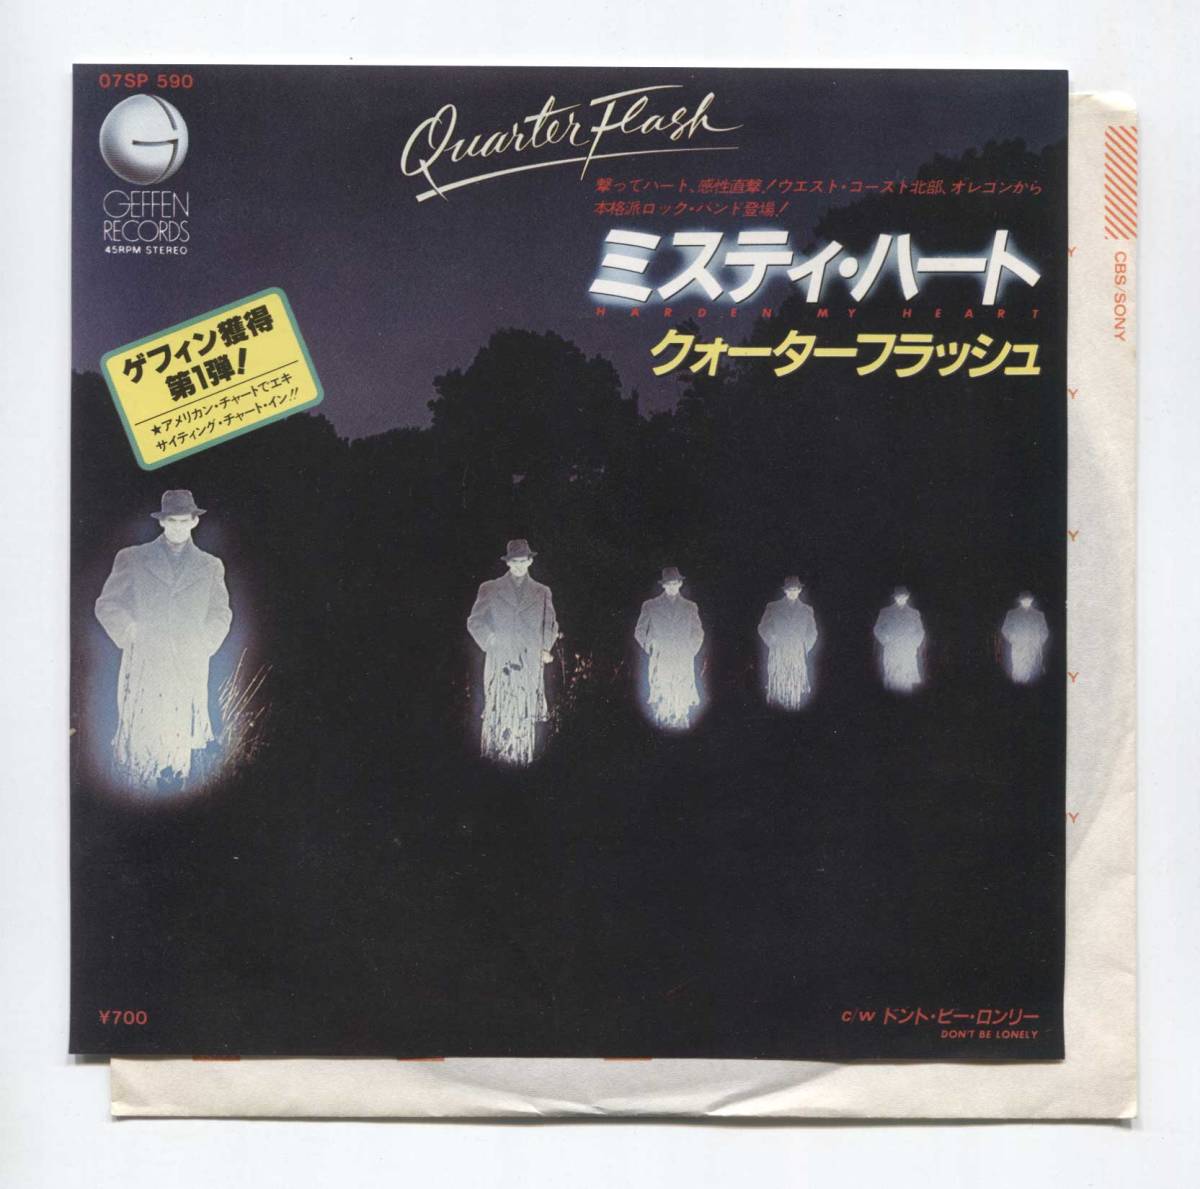 07SP 590
GEFFEN
RECORDS
45RPM STEREO
Quarterflash
撃ってハート、感性直撃！ウエスト・コースト北部、オレゴンから
本格派ロック・バンド登場！
ミスティ・ハート
HARDEN MY HEART
クォーターフラッシュ
ゲフィン獲得
第1弾！
★アメリカン・チャートでエキ
サイティング・チャート・イン!!
CBS/SONY
Y
Y
Y
Y
Y
¥700
c/w ドント・ビー・ロンリー
DON'T BE LONELY